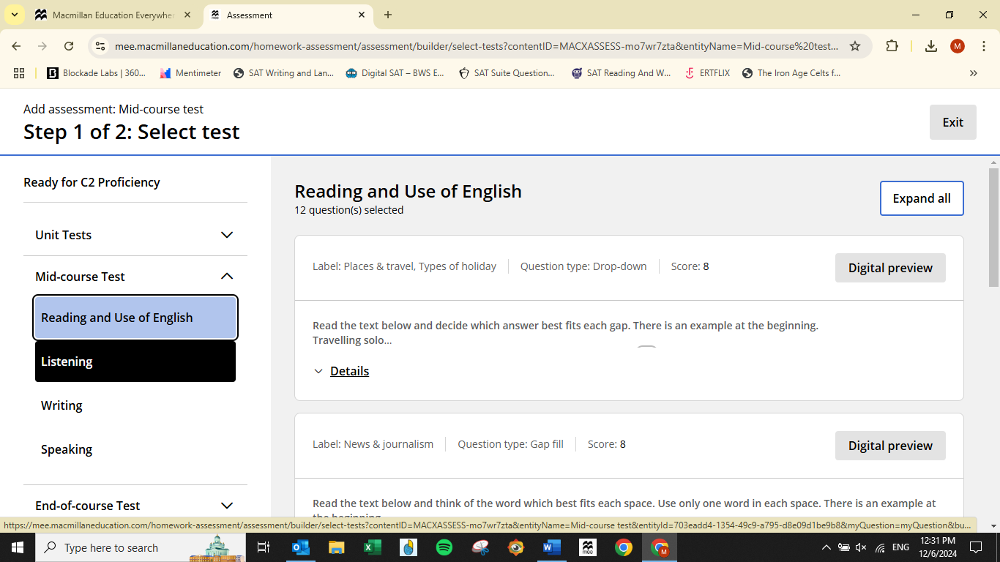 Macmillan Education Everywhere
Assessment
mee.macmillaneducation.com/homework-assessment/assessment/builder/select-tests?contentID=MACXASSESS-mo7wr7zta&entityName=Mid-course%20test...
M
Blockade Labs | 360...
Mentimeter
SAT Writing and Lan...
Digital SAT – BWS E...
SAT Suite Question...
SAT Reading And W...
ERTFLIX
The Iron Age Celts f...
Add assessment: Mid-course test
Step 1 of 2: Select test
Exit
Ready for C2 Proficiency
Unit Tests
Mid-course Test
Reading and Use of English
Listening
Writing
Speaking
End-of-course Test
Reading and Use of English
12 question(s) selected
Expand all
Label: Places & travel, Types of holiday
Question type: Drop-down
Score: 8
Digital preview
Read the text below and decide which answer best fits each gap. There is an example at the beginning.
Travelling solo...
Details
Label: News & journalism
Question type: Gap fill
Score: 8
Digital preview
Read the text below and think of the word which best fits each space. Use only one word in each space. There is an example at
the beginning.
https://mee.macmillaneducation.com/homework-assessment/assessment/builder/select-tests?contentID=MACXASSESS-mo7wr7zta&entityName=Mid-course test&entityId=703eadd4-1354-49c9-a795-d8e09d1be9b8&myQuestion=myQuestion&bu...
Type here to search
mee
M
ENG
12:31 PM
12/6/2024